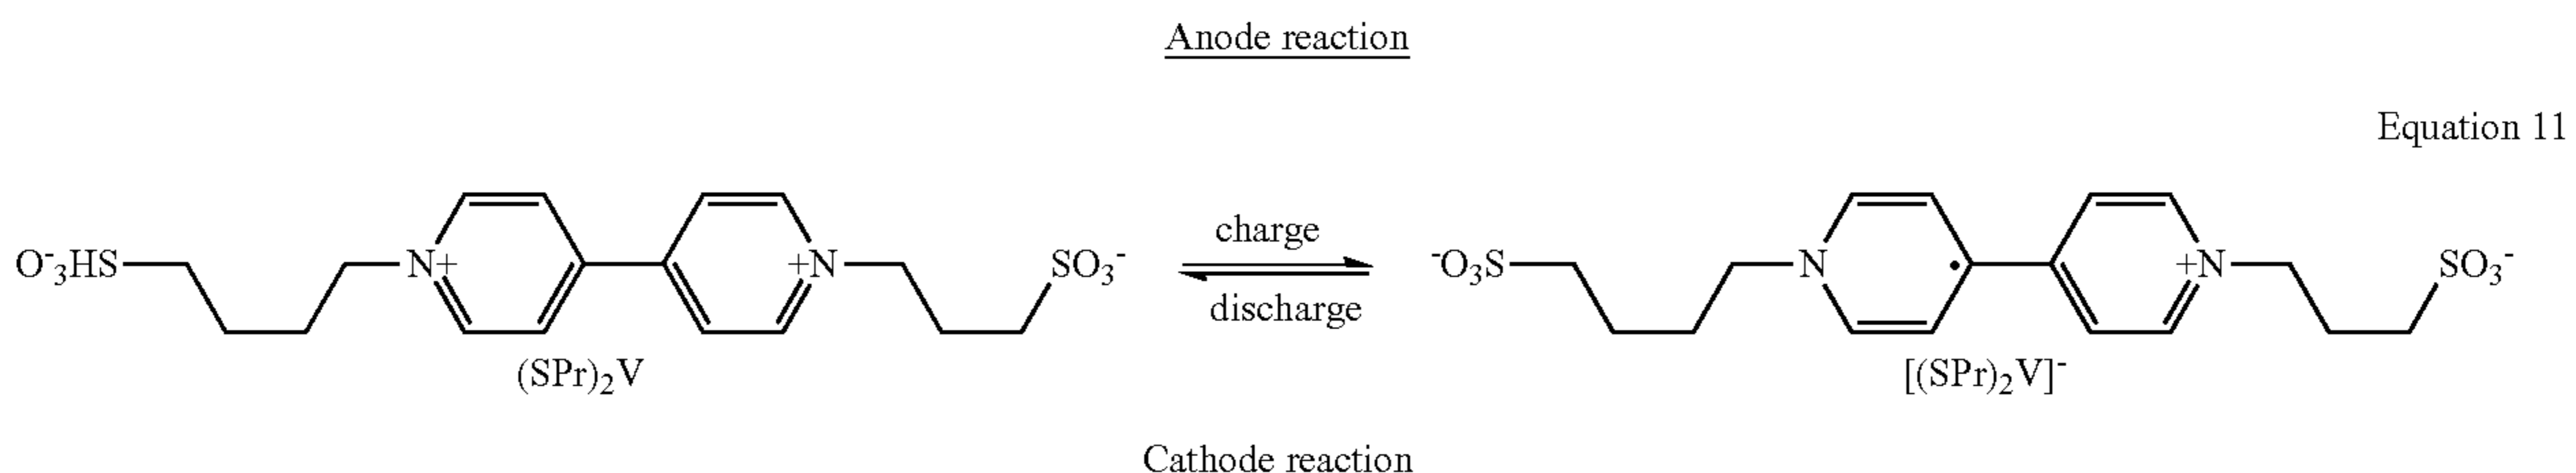 Anode reaction
Equation 11
O⁻₃HS N+ +N SO₃⁻ charge ⁻O₃S N • +N SO₃⁻
discharge
(SPr)₂V [(SPr)₂V]⁻
Cathode reaction